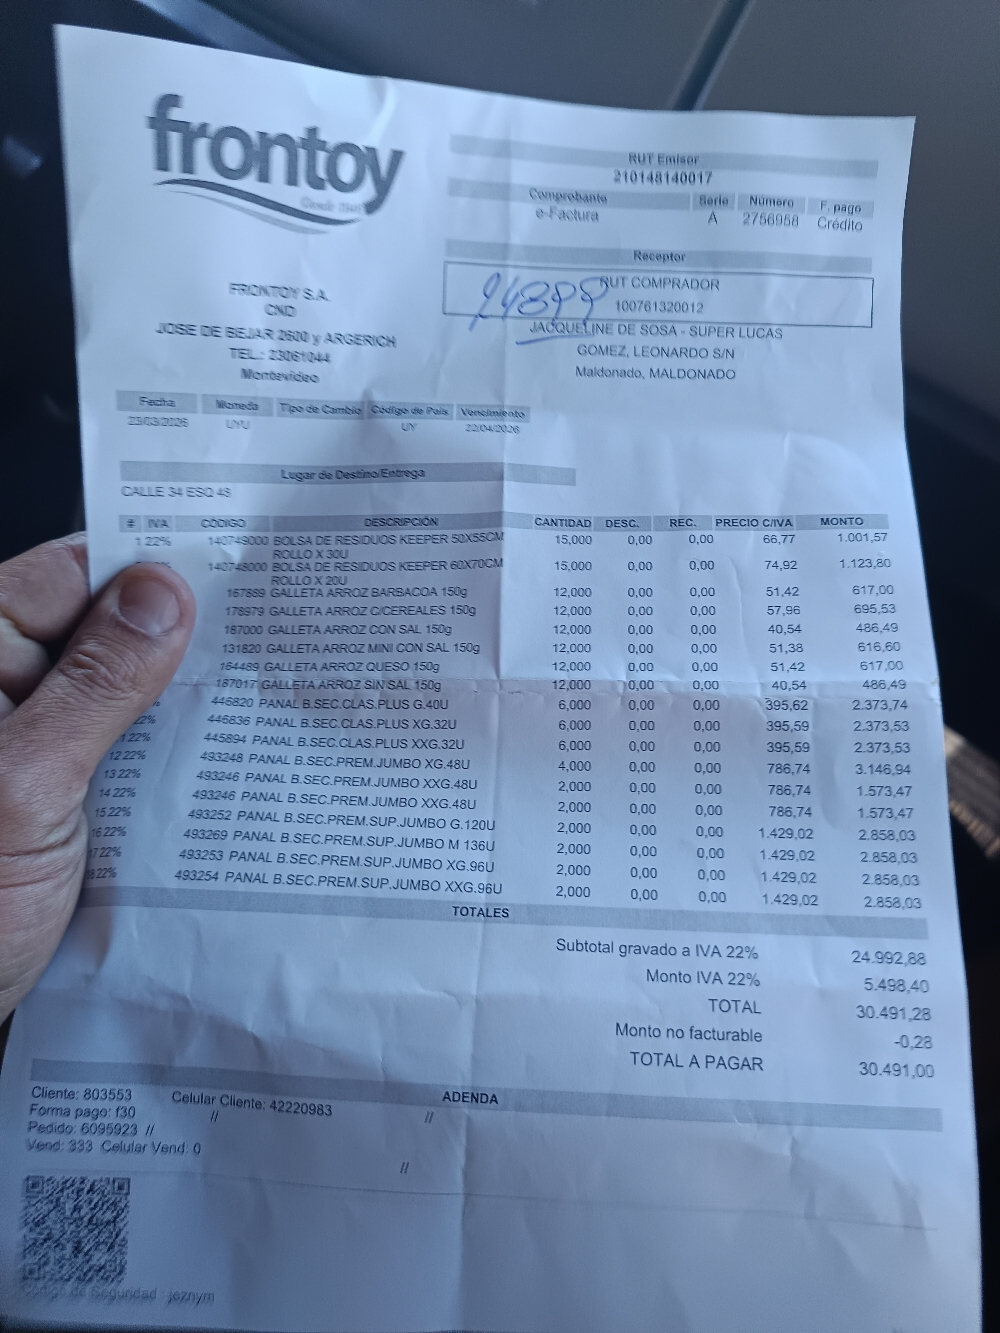 frontoy
Desde 1901
RUT Emisor
210148140017
Comprobante Serie Número F. pago
e-Factura A 2756958 Crédito
Receptor
RUT COMPRADOR
100761320012
JACQUELINE DE SOSA - SUPER LUCAS
GOMEZ, LEONARDO S/N
Maldonado, MALDONADO
FRONTOY S.A.
CND
JOSE DE BEJAR 2600 y ARGERICH
TEL.: 23061044
Montevideo
Fecha Moneda Tipo de Cambio Código de País Vencimiento
23/03/2026 UYU UY 22/04/2026
Lugar de Destino/Entrega
CALLE 34 ESQ 48
# IVA CÓDIGO DESCRIPCIÓN CANTIDAD DESC. REC. PRECIO C/IVA MONTO
1 22% 140749000 BOLSA DE RESIDUOS KEEPER 50X55CM 15,000 0,00 0,00 66,77 1.001,57
ROLLO X 30U
140748000 BOLSA DE RESIDUOS KEEPER 60X70CM 15,000 0,00 0,00 74,92 1.123,80
ROLLO X 20U
167889 GALLETA ARROZ BARBACOA 150g 12,000 0,00 0,00 51,42 617,00
178979 GALLETA ARROZ C/CEREALES 150g 12,000 0,00 0,00 57,96 695,53
187000 GALLETA ARROZ CON SAL 150g 12,000 0,00 0,00 40,54 486,49
131820 GALLETA ARROZ MINI CON SAL 150g 12,000 0,00 0,00 51,38 616,60
164489 GALLETA ARROZ QUESO 150g 12,000 0,00 0,00 51,42 617,00
187017 GALLETA ARROZ SIN SAL 150g 12,000 0,00 0,00 40,54 486,49
446820 PANAL B.SEC.CLAS.PLUS G.40U 6,000 0,00 0,00 395,62 2.373,74
22% 446836 PANAL B.SEC.CLAS.PLUS XG.32U 6,000 0,00 0,00 395,59 2.373,53
22% 445894 PANAL B.SEC.CLAS.PLUS XXG.32U 6,000 0,00 0,00 395,59 2.373,53
12 22% 493248 PANAL B.SEC.PREM.JUMBO XG.48U 4,000 0,00 0,00 786,74 3.146,94
13 22% 493246 PANAL B.SEC.PREM.JUMBO XXG.48U 2,000 0,00 0,00 786,74 1.573,47
14 22% 493246 PANAL B.SEC.PREM.JUMBO XXG.48U 2,000 0,00 0,00 786,74 1.573,47
15 22% 493252 PANAL B.SEC.PREM.SUP.JUMBO G.120U 2,000 0,00 0,00 1.429,02 2.858,03
16 22% 493269 PANAL B.SEC.PREM.SUP.JUMBO M 136U 2,000 0,00 0,00 1.429,02 2.858,03
17 22% 493253 PANAL B.SEC.PREM.SUP.JUMBO XG.96U 2,000 0,00 0,00 1.429,02 2.858,03
22% 493254 PANAL B.SEC.PREM.SUP.JUMBO XXG.96U 2,000 0,00 0,00 1.429,02 2.858,03
TOTALES
Subtotal gravado a IVA 22% 24.992,88
Monto IVA 22% 5.498,40
TOTAL 30.491,28
Monto no facturable -0,28
TOTAL A PAGAR 30.491,00
ADENDA
Cliente: 803553 Celular Cliente: 42220983 //
Forma pago: f30 //
Pedido: 6095923 //
Vend: 333 Celular Vend: 0
//
Código de Seguridad : jeznym